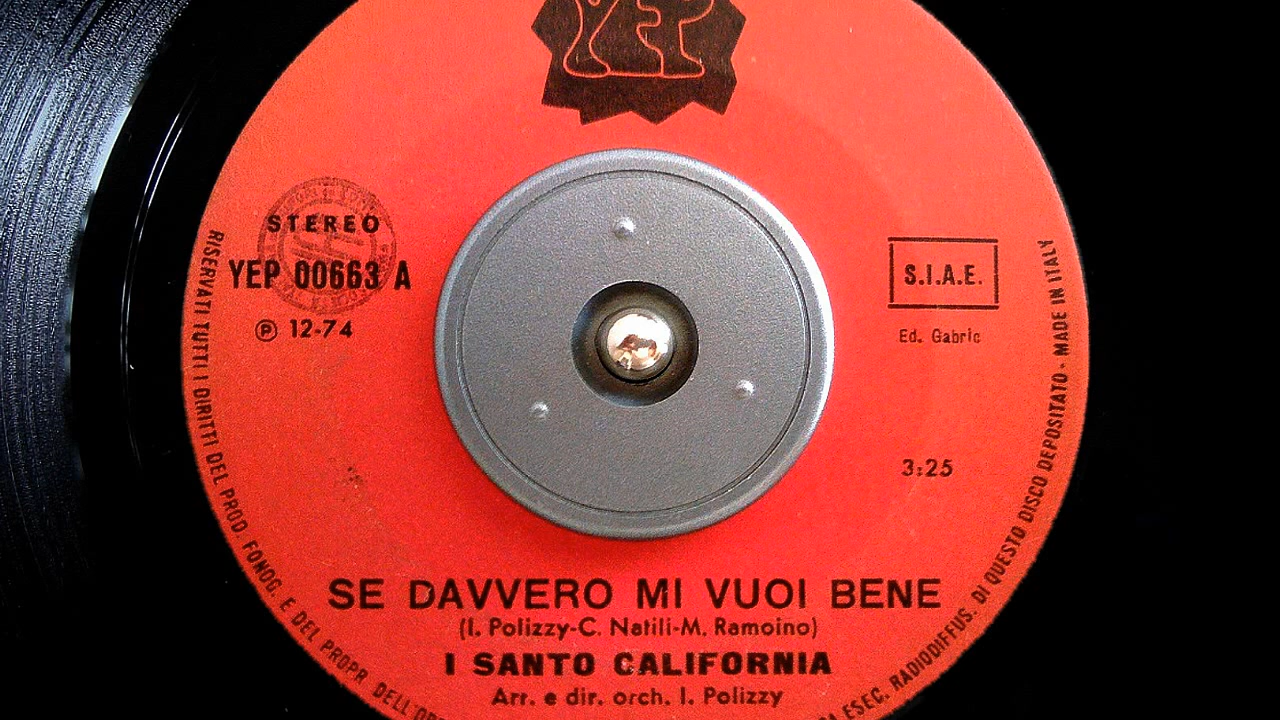 YEP
STEREO
YEP 00663 A
Ⓟ 12-74
S.I.A.E.
Ed. Gabric
3:25
SE DAVVERO MI VUOI BENE
(I. Polizzy-C. Natili-M. Ramoino)
I SANTO CALIFORNIA
Arr. e dir. orch. I. Polizzy
RISERVATI TUTTI I DIRITTI DEL PROD. FONOG. E DEL PROPR. DELL'
ESEC. RADIODIFFUS. DI QUESTO DISCO DEPOSITATO - MADE IN ITALY